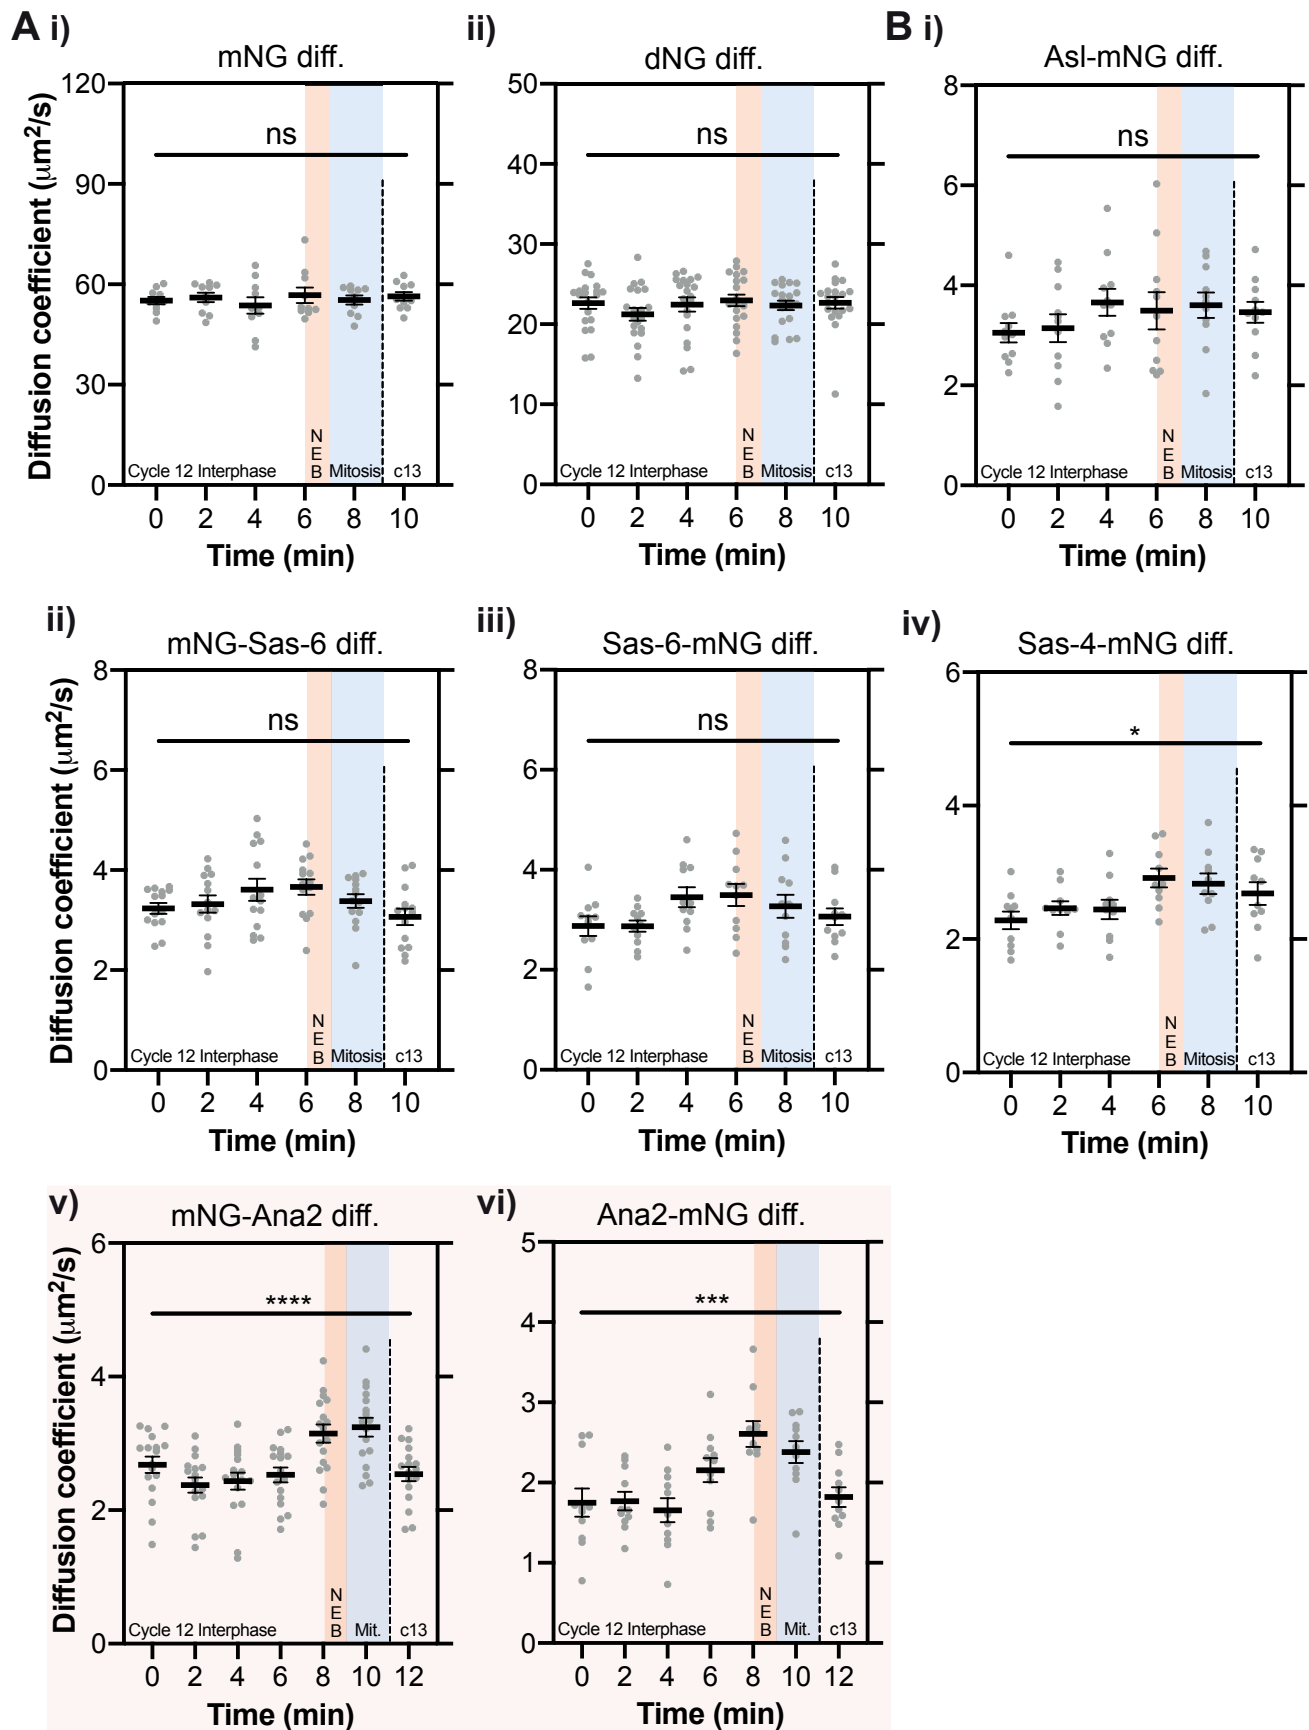 A i)
mNG diff.
Diffusion coefficient (μm²/s)
120
90
60
30
0
ns
Cycle 12 Interphase
N
E
B
Mitosis
c13
0 2 4 6 8 10
Time (min)
ii)
dNG diff.
50
40
30
20
10
0
ns
Cycle 12 Interphase
N
E
B
Mitosis
c13
0 2 4 6 8 10
Time (min)
B i)
Asl-mNG diff.
8
6
4
2
0
ns
Cycle 12 Interphase
N
E
B
Mitosis
c13
0 2 4 6 8 10
Time (min)
ii)
mNG-Sas-6 diff.
Diffusion coefficient (μm²/s)
8
6
4
2
0
ns
Cycle 12 Interphase
N
E
B
Mitosis
c13
0 2 4 6 8 10
Time (min)
iii)
Sas-6-mNG diff.
8
6
4
2
0
ns
Cycle 12 Interphase
N
E
B
Mitosis
c13
0 2 4 6 8 10
Time (min)
iv)
Sas-4-mNG diff.
6
4
2
0
*
Cycle 12 Interphase
N
E
B
Mitosis
c13
0 2 4 6 8 10
Time (min)
v)
mNG-Ana2 diff.
Diffusion coefficient (μm²/s)
6
4
2
0
****
Cycle 12 Interphase
N
E
B
Mit.
c13
0 2 4 6 8 10 12
Time (min)
vi)
Ana2-mNG diff.
5
4
3
2
1
0
***
Cycle 12 Interphase
N
E
B
Mit.
c13
0 2 4 6 8 10 12
Time (min)